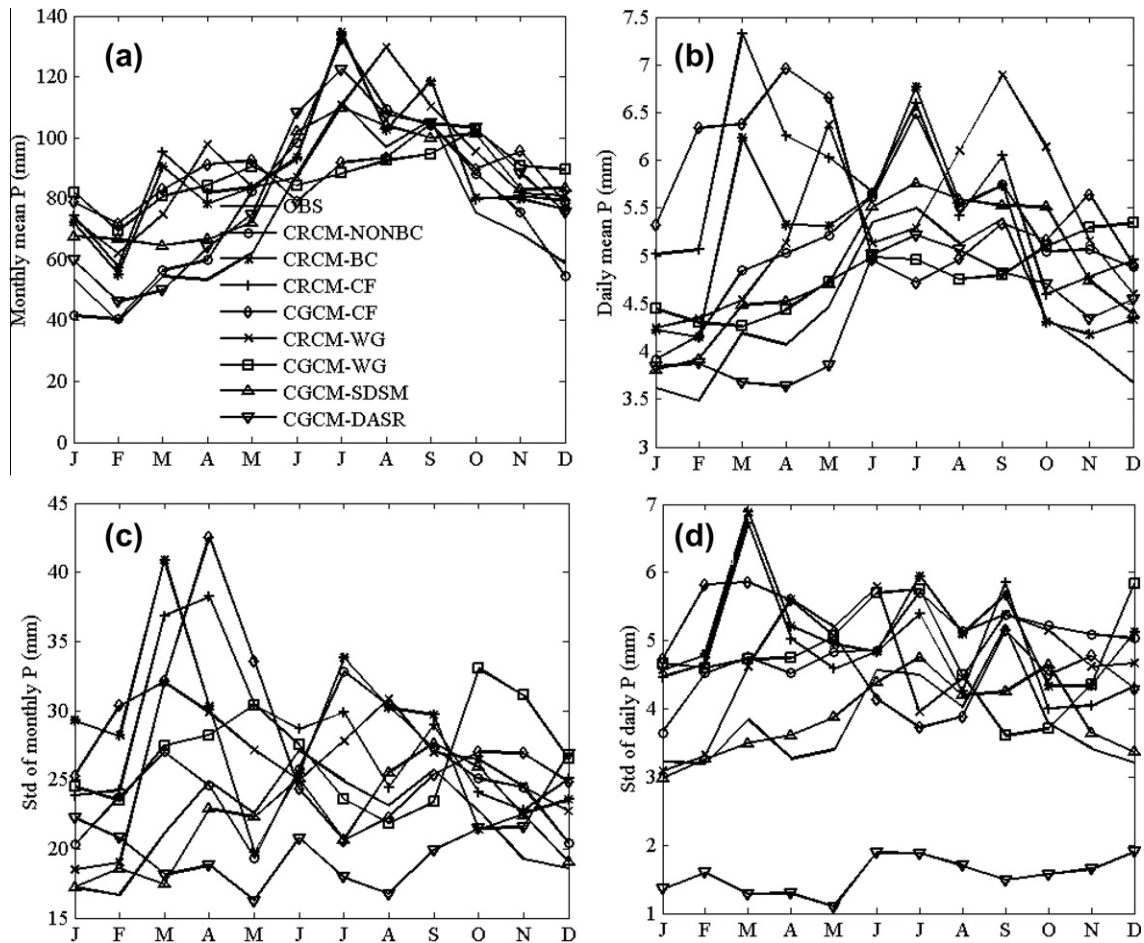 (a)
Monthly mean P (mm)
140
120
100
80
60
40
20
0
J F M A M J J A S O N D
OBS
CRCM-NONBC
CRCM-BC
CRCM-CF
CGCM-CF
CRCM-WG
CGCM-WG
CGCM-SDSM
CGCM-DASR
(b)
Daily mean P (mm)
7.5
7
6.5
6
5.5
5
4.5
4
3.5
3
J F M A M J J A S O N D
(c)
Std of monthly P (mm)
45
40
35
30
25
20
15
J F M A M J J A S O N D
(d)
Std of daily P (mm)
7
6
5
4
3
2
1
J F M A M J J A S O N D